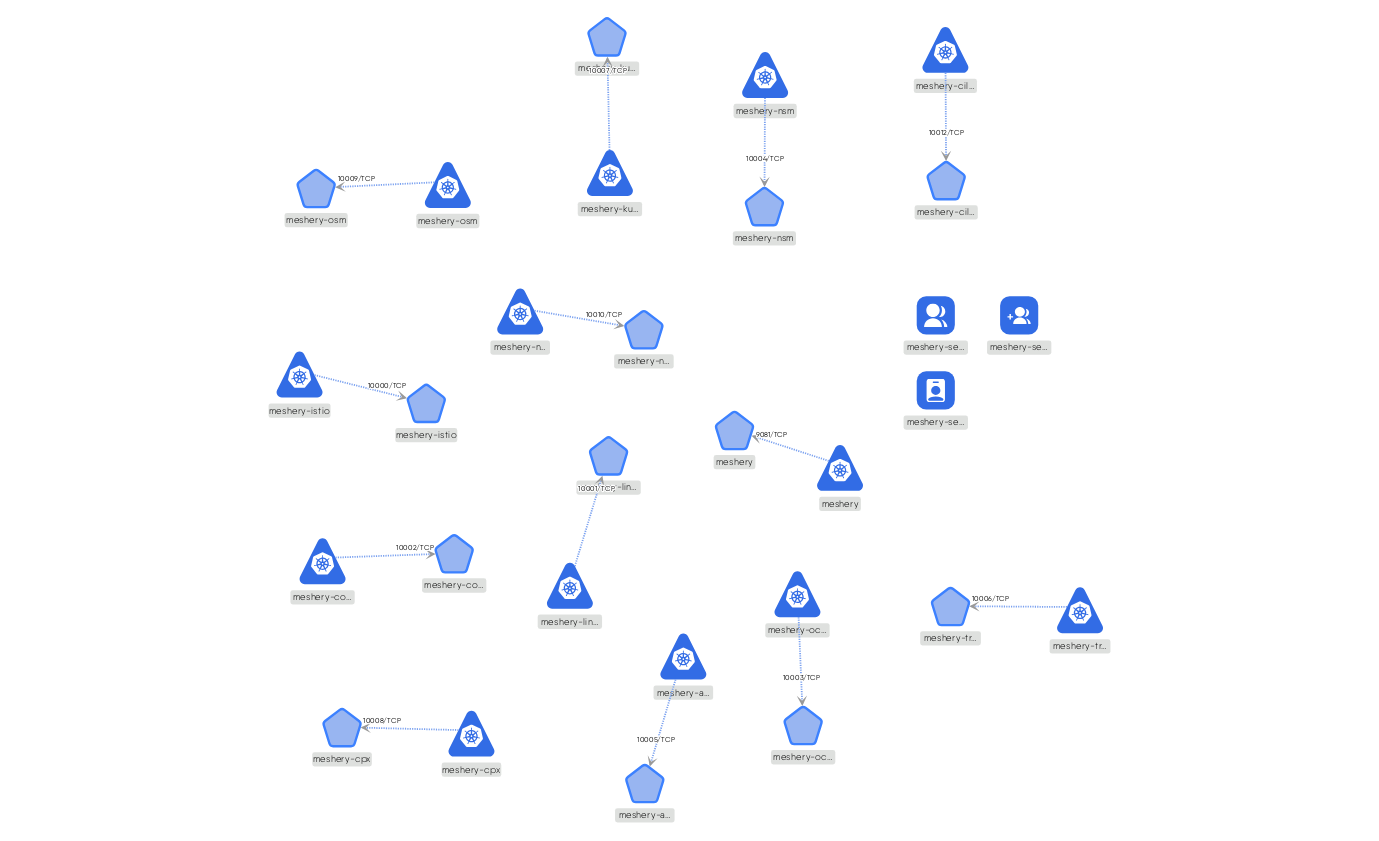 10007/TCP
meshery-nsm
meshery-cil...
10012/TCP
10004/TCP
10009/TCP
meshery-osm
meshery-osm
meshery-ku...
meshery-nsm
meshery-cil...
10010/TCP
meshery-n...
meshery-n...
meshery-se...
meshery-se...
10000/TCP
meshery-istio
meshery-istio
meshery-se...
9081/TCP
meshery
meshery
10001/TCP
-lin...
10002/TCP
meshery-co...
meshery-co...
meshery-lin...
meshery-oc...
10006/TCP
meshery-tr...
meshery-tr...
10003/TCP
meshery-a...
10008/TCP
meshery-cpx
meshery-cpx
10005/TCP
meshery-oc...
meshery-a...